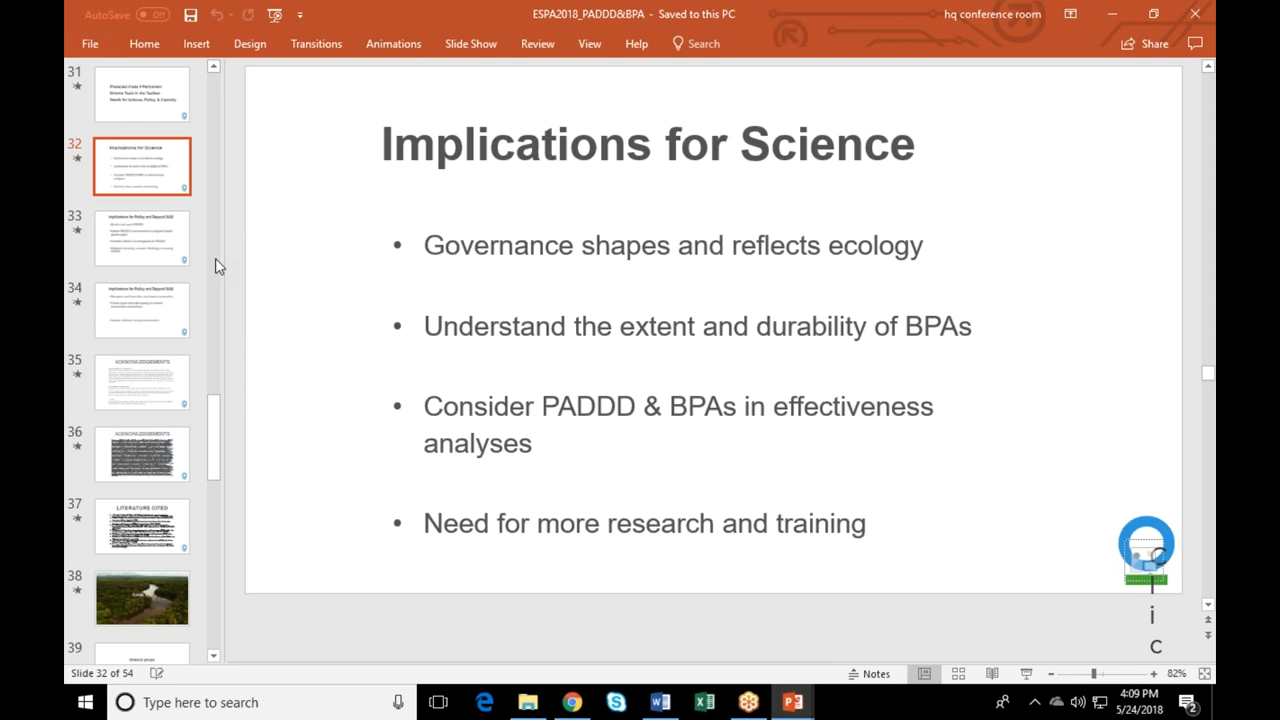 AutoSave Off
ESPA2018_PADDD&BPA - Saved to this PC
hq conference room
File Home Insert Design Transitions Animations Slide Show Review View Help Search
Share
31
32
Implications for Science
33
34
35
ACKNOWLEDGEMENTS
36
ACKNOWLEDGEMENTS
37
LITERATURE CITED
38
39
Implications for Science
• Governance shapes and reflects ecology
• Understand the extent and durability of BPAs
• Consider PADDD & BPAs in effectiveness
analyses
• Need for more research and training
C
l
i
c
Slide 32 of 54
Notes
82%
Type here to search
4:09 PM
5/24/2018
2